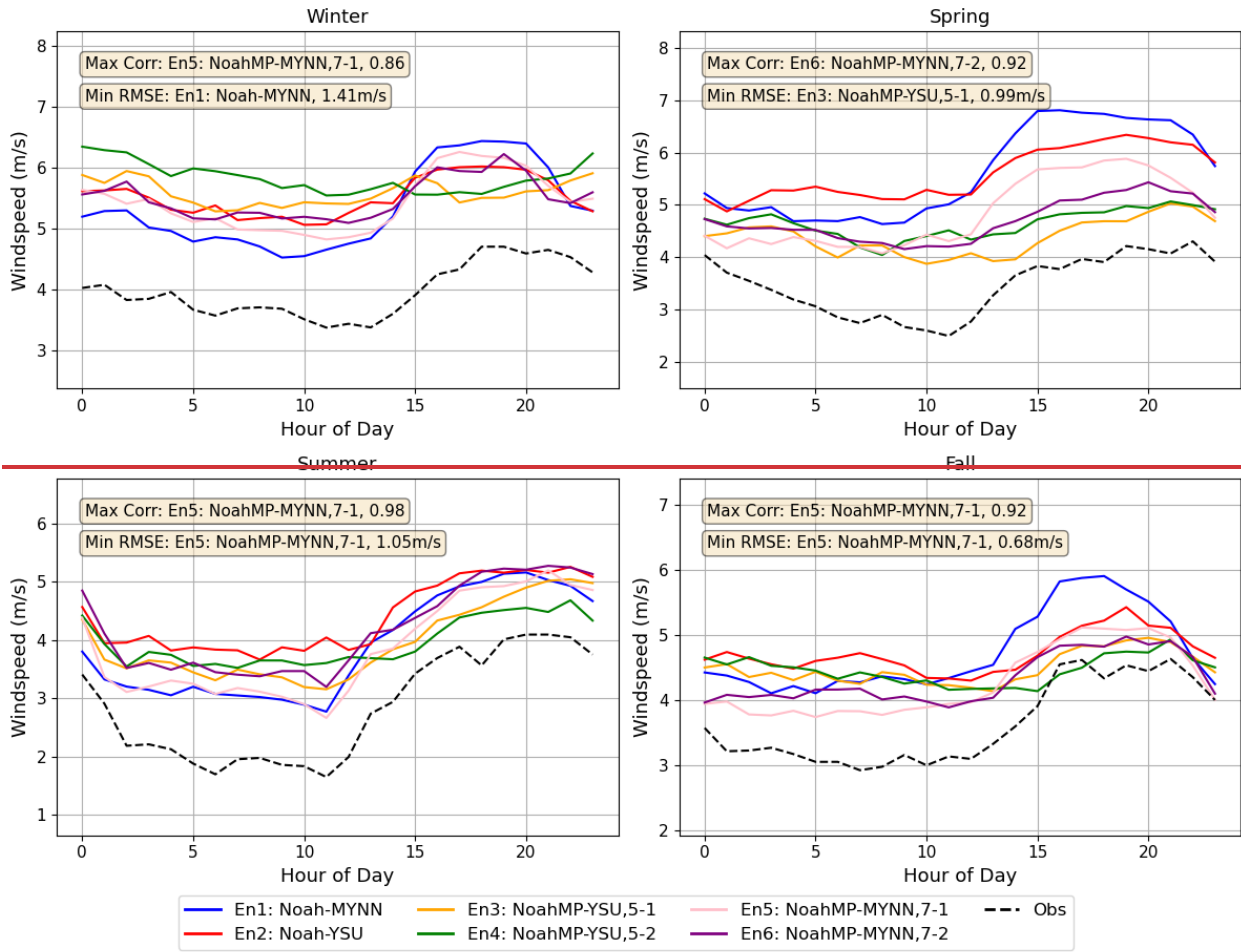 Winter
Spring
Max Corr: En5: NoahMP-MYNN,7-1, 0.86
Min RMSE: En1: Noah-MYNN, 1.41m/s
Max Corr: En6: NoahMP-MYNN,7-2, 0.92
Min RMSE: En3: NoahMP-YSU,5-1, 0.99m/s
Windspeed (m/s)
8
7
6
5
4
3
0 5 10 15 20
Hour of Day
Windspeed (m/s)
8
7
6
5
4
3
2
0 5 10 15 20
Hour of Day
Summer
Fall
Max Corr: En5: NoahMP-MYNN,7-1, 0.98
Min RMSE: En5: NoahMP-MYNN,7-1, 1.05m/s
Max Corr: En5: NoahMP-MYNN,7-1, 0.92
Min RMSE: En5: NoahMP-MYNN,7-1, 0.68m/s
Windspeed (m/s)
6
5
4
3
2
1
0 5 10 15 20
Hour of Day
Windspeed (m/s)
7
6
5
4
3
2
0 5 10 15 20
Hour of Day
En1: Noah-MYNN
En2: Noah-YSU
En3: NoahMP-YSU,5-1
En4: NoahMP-YSU,5-2
En5: NoahMP-MYNN,7-1
En6: NoahMP-MYNN,7-2
Obs